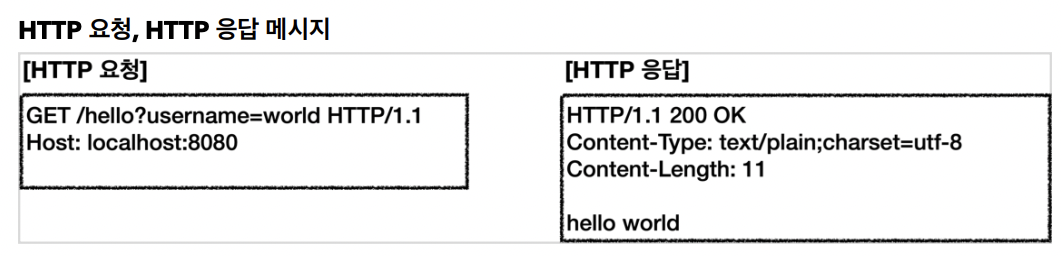 HTTP 요청, HTTP 응답 메시지
[HTTP 요청]
GET /hello?username=world HTTP/1.1
Host: localhost:8080
[HTTP 응답]
HTTP/1.1 200 OK
Content-Type: text/plain;charset=utf-8
Content-Length: 11
hello world